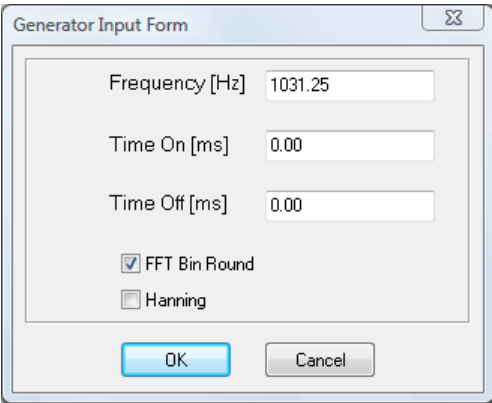 Generator Input Form
Frequency [Hz] 1031.25
Time On [ms] 0.00
Time Off [ms] 0.00
FFT Bin Round
Hanning
OK Cancel